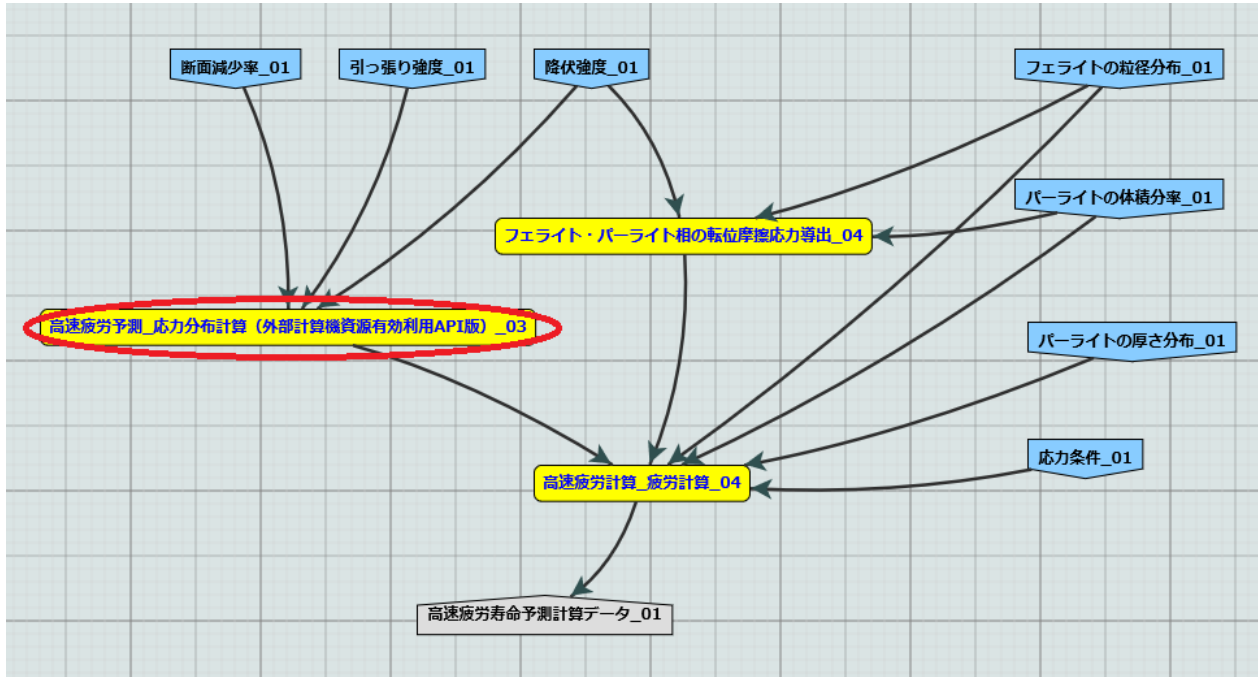 断面減少率_01
引っ張り強度_01
降伏強度_01
フェライトの粒径分布_01
パーライトの体積分率_01
フェライト・パーライト相の転位摩擦応力導出_04
高速疲労予測_応力分布計算（外部計算機資源有効利用API版）_03
パーライトの厚さ分布_01
応力条件_01
高速疲労計算_疲労計算_04
高速疲労寿命予測計算データ_01